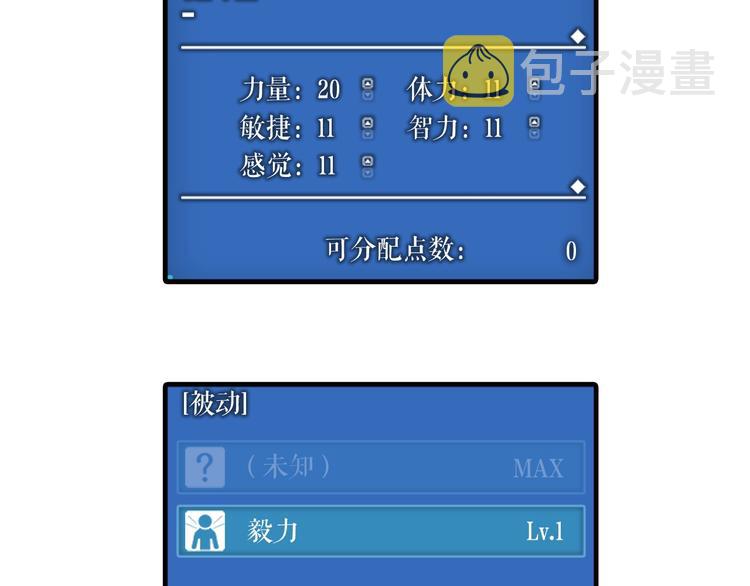 包子漫畫
力量： 20 体力： 11
敏捷： 11 智力： 11
感觉： 11
可分配点数： 0
[被动]
? （未知） MAX
毅力 Lv.1